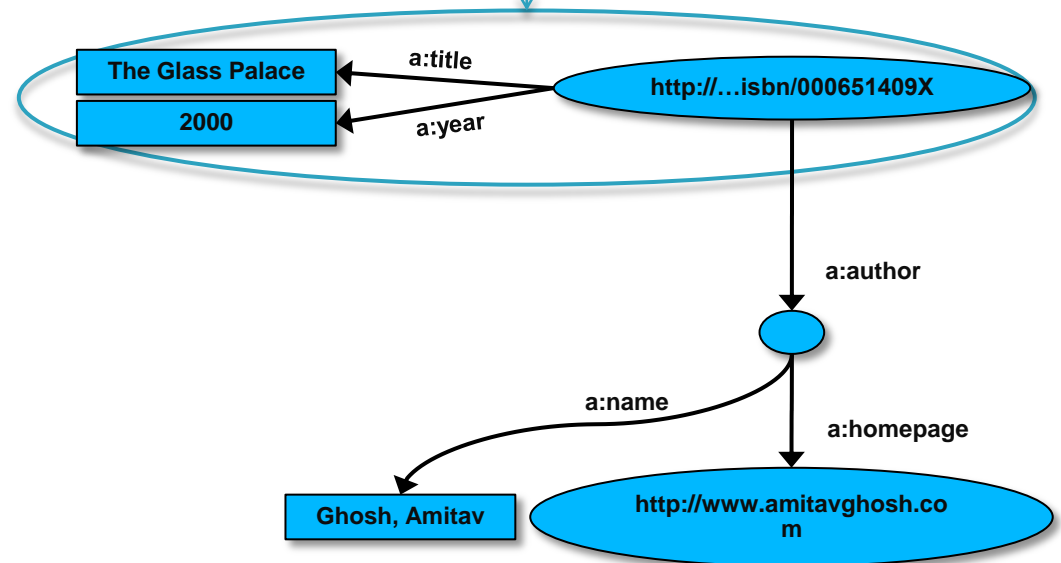 The Glass Palace
a:title
http://…isbn/000651409X
2000
a:year
a:author
a:name
a:homepage
Ghosh, Amitav
http://www.amitavghosh.co
m